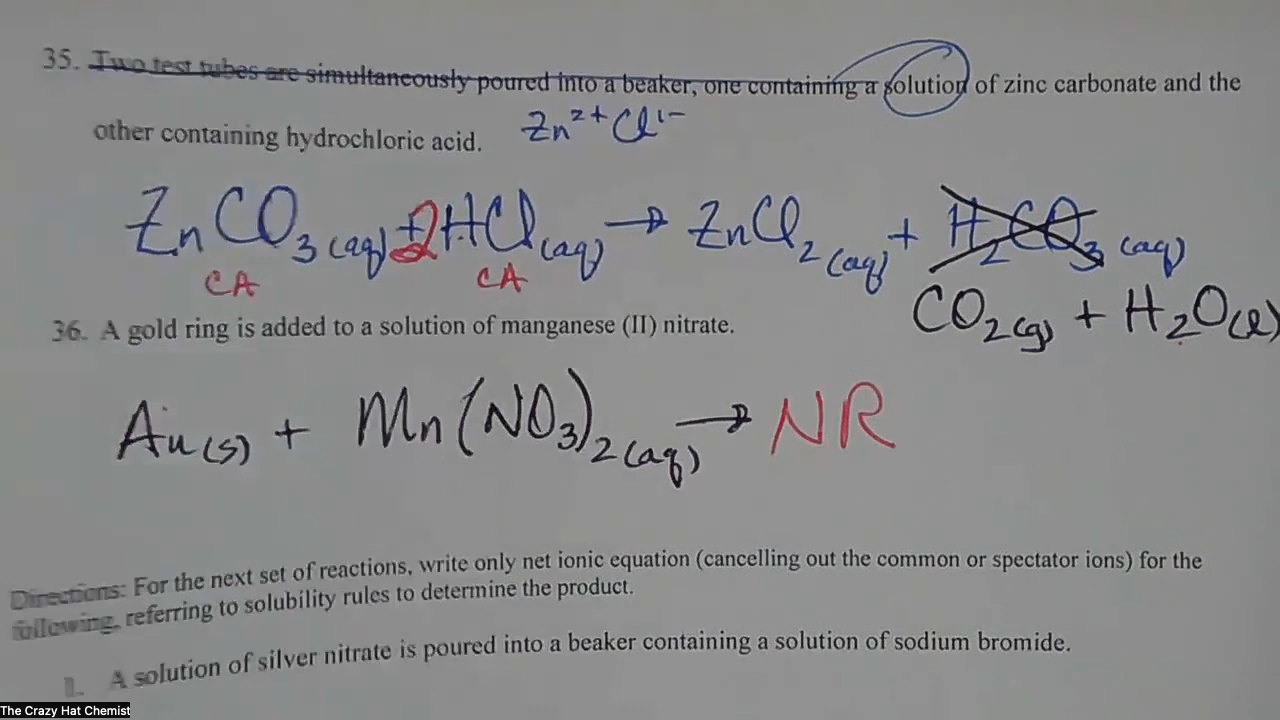 35. Two test tubes are simultaneously poured into a beaker, one containing a solution of zinc carbonate and the
other containing hydrochloric acid. Zn²⁺ Cl¹⁻
ZnCO₃(aq) + 2HCl(aq) → ZnCl₂(aq) + H₂CO₃(aq)
CA CA
CO₂(g) + H₂O(l)
36. A gold ring is added to a solution of manganese (II) nitrate.
Au(s) + Mn(NO₃)₂(aq) → NR
Directions: For the next set of reactions, write only net ionic equation (cancelling out the common or spectator ions) for the
following, referring to solubility rules to determine the product.
1. A solution of silver nitrate is poured into a beaker containing a solution of sodium bromide.
The Crazy Hat Chemist